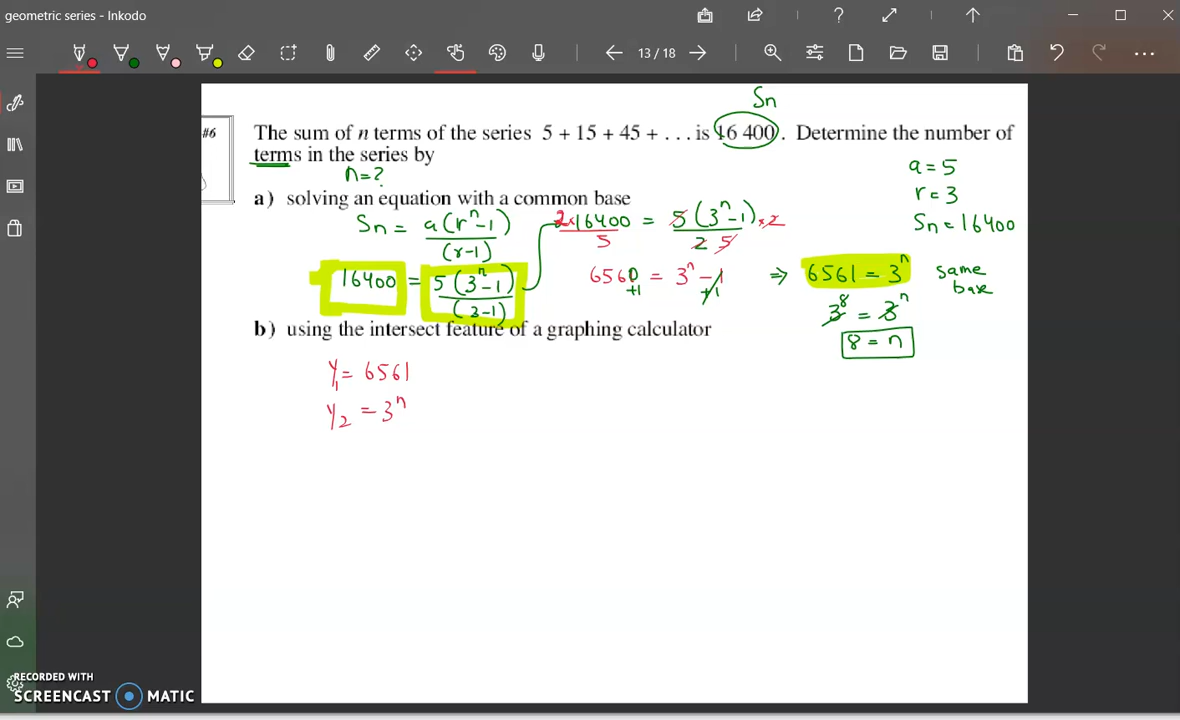 geometric series - Inkodo
13 / 18
Sn
#6
The sum of n terms of the series 5 + 15 + 45 + . . . is 16 400. Determine the number of
terms in the series by
n=?
a = 5
r = 3
Sn = 16400
a) solving an equation with a common base
Sn = a(r^n-1)/(r-1)
2×16400/5 = 5(3^n-1)/2 5 ×2
16400 = 5(3^n-1)/(3-1)
6560+1 = 3^n-1+1 ⇒ 6561 = 3^n
same
base
3^8 = 3^n
8 = n
b) using the intersect feature of a graphing calculator
y1 = 6561
y2 = 3^n
RECORDED WITH
SCREENCAST MATIC